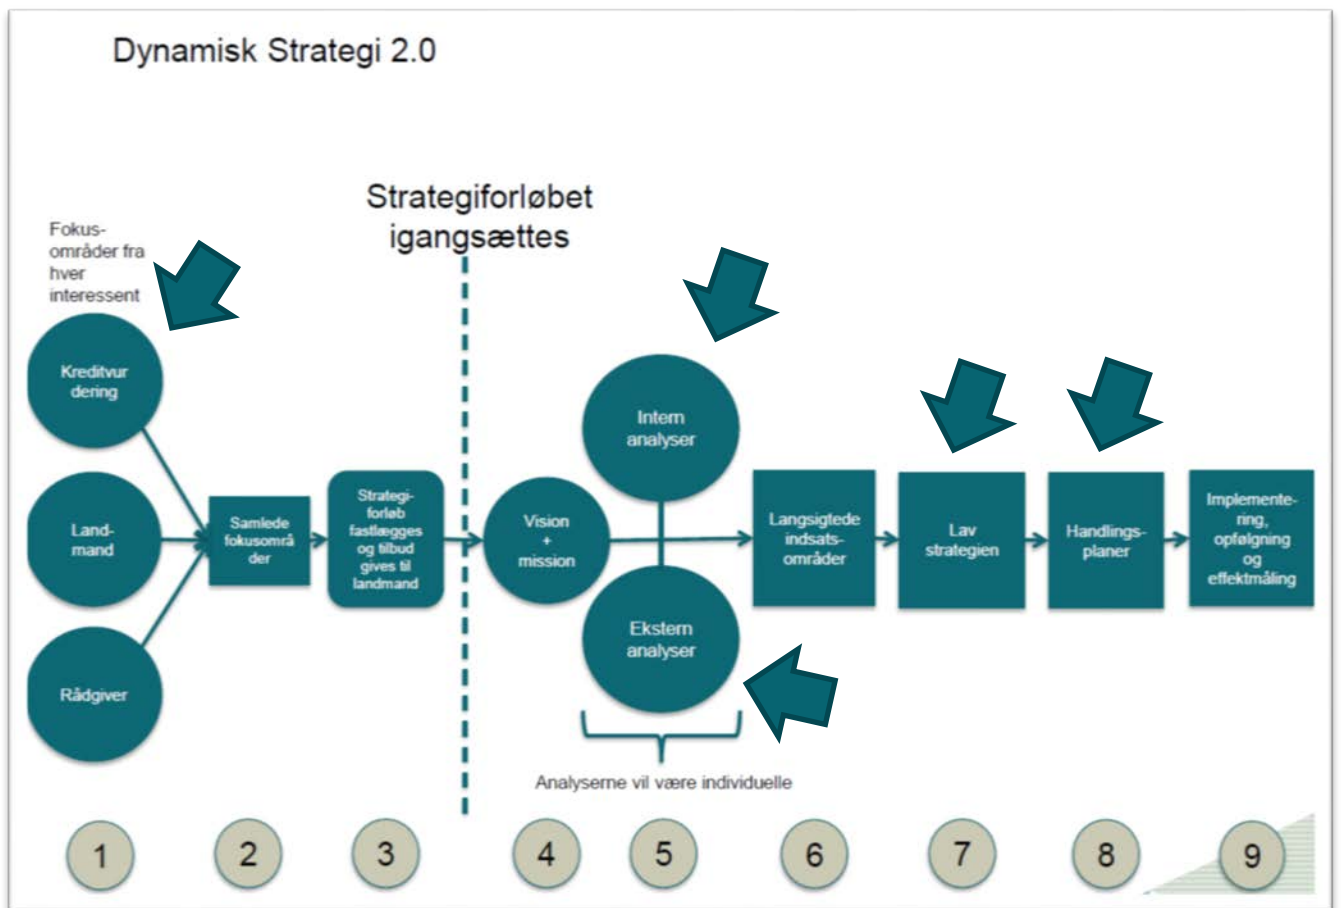 Dynamisk Strategi 2.0
Strategiforløbet
igangsættes
Fokus-
områder fra
hver
interessent
Kreditvur
dering
Land-
mand
Rådgiver
Samlede
fokusområ
der
Strategi-
forløb
fastlægges
og tilbud
gives til
landmand
Vision
+
mission
Intern
analyser
Ekstern
analyser
Analyserne vil være individuelle
Langsigtede
indsats-
områder
Lav
strategien
Handlings-
planer
Implemente-
ring,
opfølgning
og
effektmåling
1
2
3
4
5
6
7
8
9